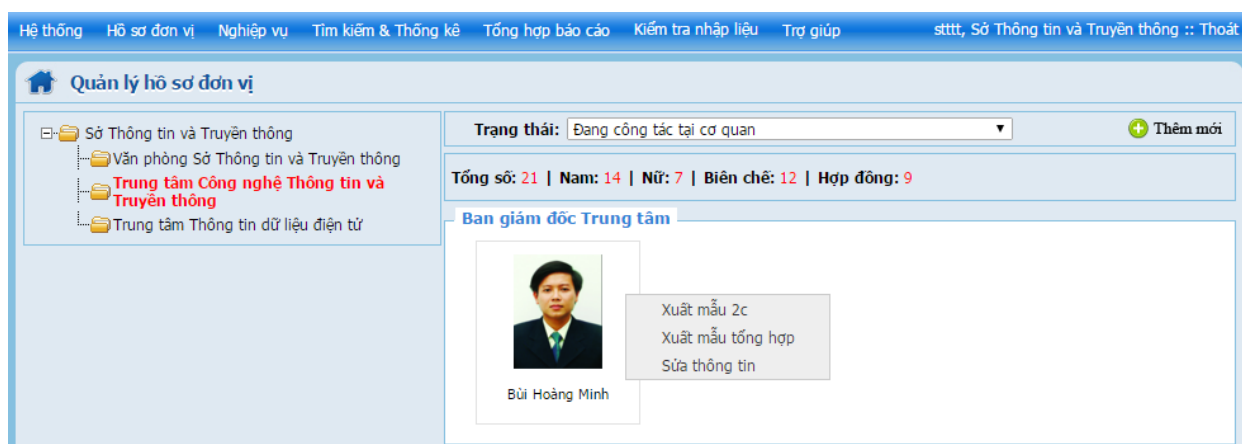 Hệ thống Hồ sơ đơn vị Nghiệp vụ Tìm kiếm & Thống kê Tổng hợp báo cáo Kiểm tra nhập liệu Trợ giúp stttt, Sở Thông tin và Truyền thông :: Thoát
Quản lý hồ sơ đơn vị
Sở Thông tin và Truyền thông
Văn phòng Sở Thông tin và Truyền thông
Trung tâm Công nghệ Thông tin và
Truyền thông
Trung tâm Thông tin dữ liệu điện tử
Trạng thái: Đang công tác tại cơ quan Thêm mới
Tổng số: 21 | Nam: 14 | Nữ: 7 | Biên chế: 12 | Hợp đồng: 9
Ban giám đốc Trung tâm
Xuất mẫu 2c
Xuất mẫu tổng hợp
Sửa thông tin
Bùi Hoàng Minh